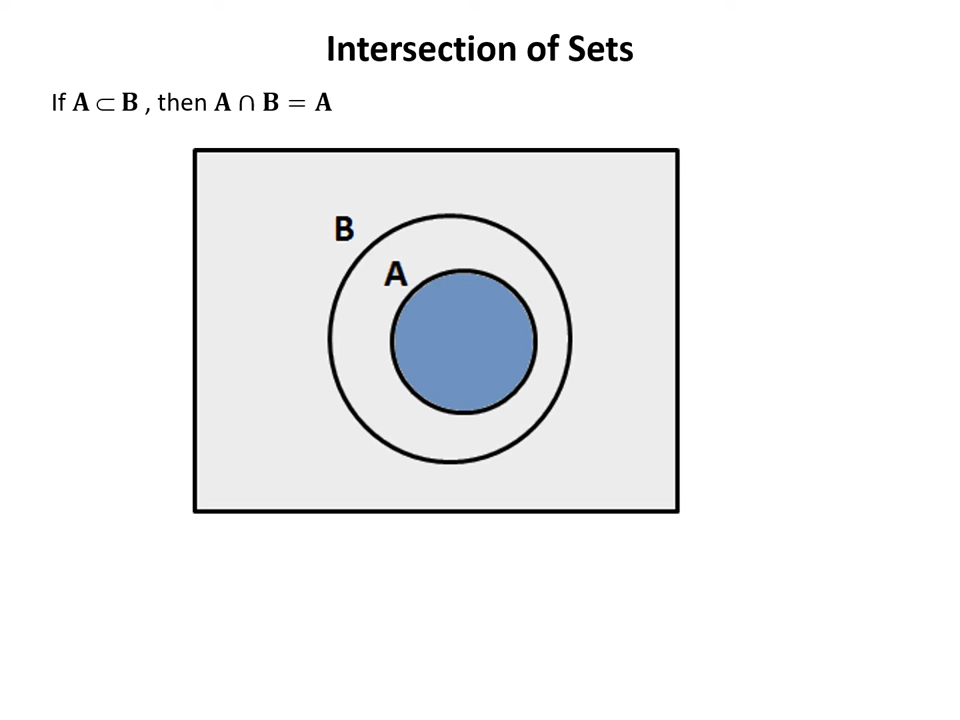 Intersection of Sets
If A ⊂ B , then A ∩ B = A
B
A